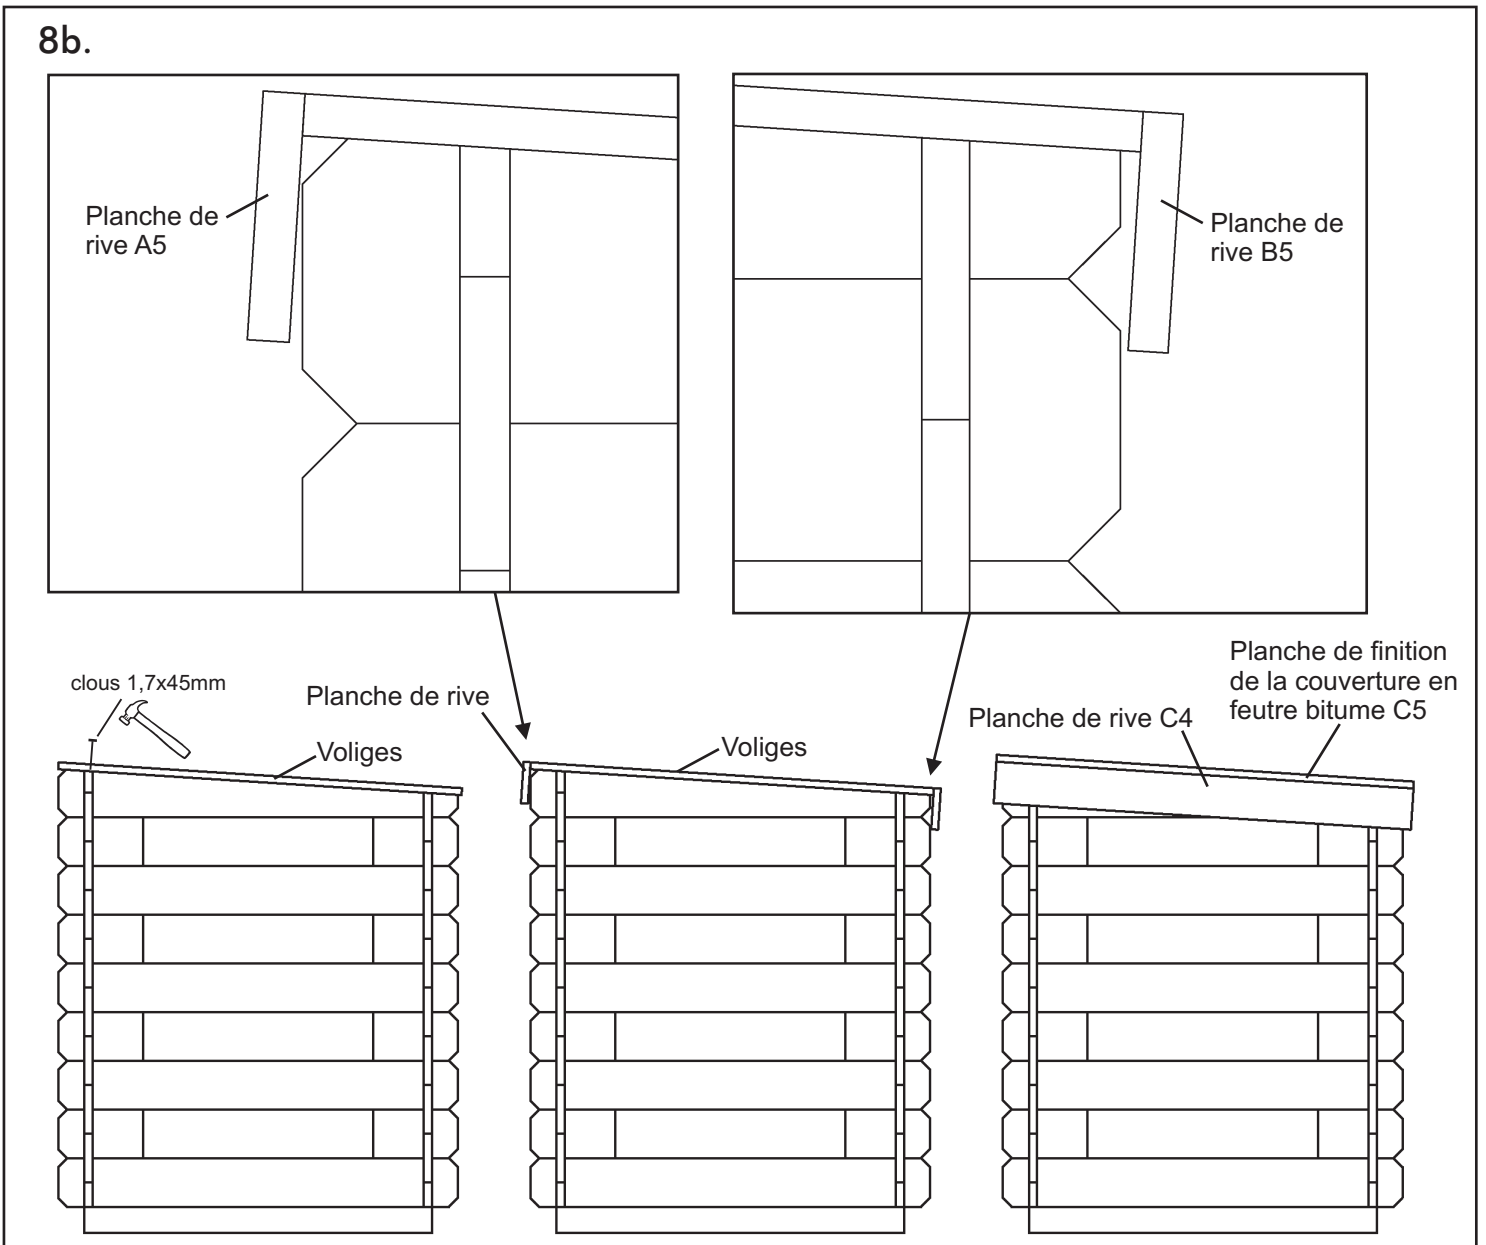 8b.
Planche de
rive A5
Planche de
rive B5
clous 1,7x45mm
Planche de rive
Voliges
Voliges
Planche de rive C4
Planche de finition
de la couverture en
feutre bitume C5